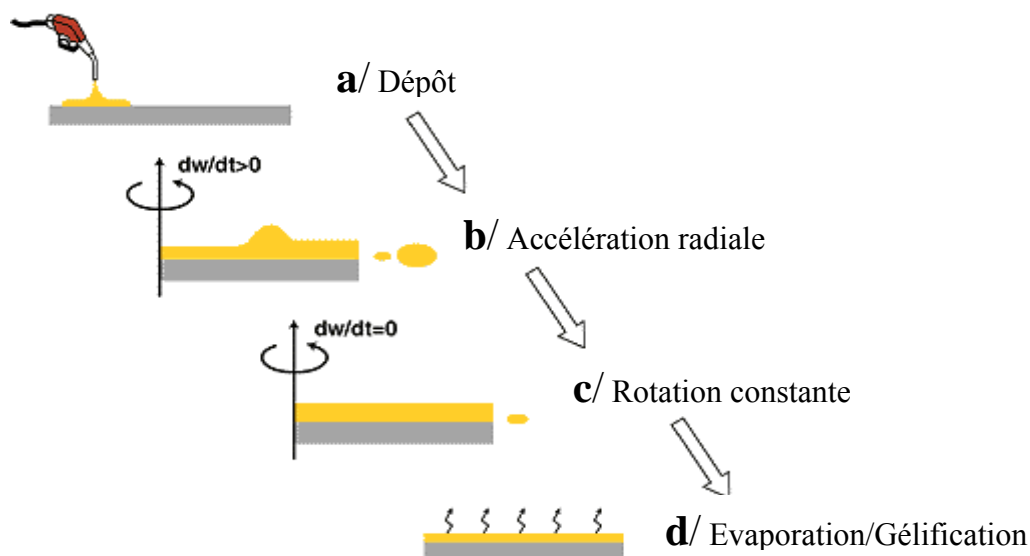 a/ Dépôt
dw/dt>0
b/ Accélération radiale
dw/dt=0
c/ Rotation constante
d/ Evaporation/Gélification